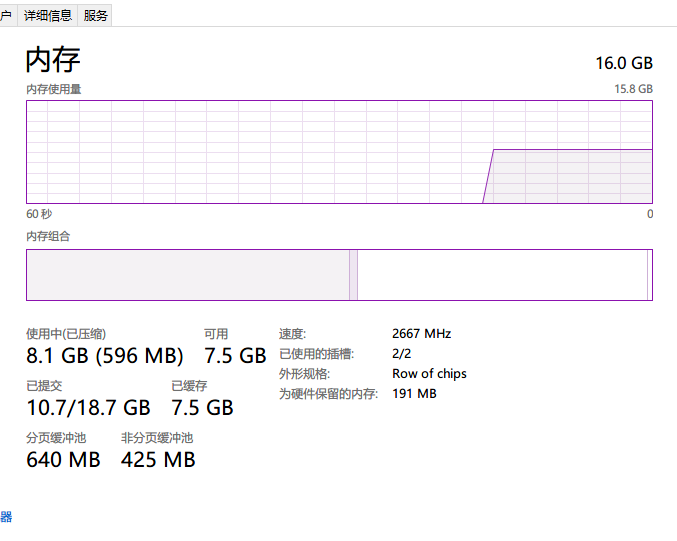 户 详细信息 服务
内存 16.0 GB
内存使用量 15.8 GB
60 秒 0
内存组合
使用中(已压缩) 可用 速度: 2667 MHz
8.1 GB (596 MB) 7.5 GB 已使用的插槽: 2/2
外形规格: Row of chips
已提交 已缓存 为硬件保留的内存: 191 MB
10.7/18.7 GB 7.5 GB
分页缓冲池 非分页缓冲池
640 MB 425 MB
器